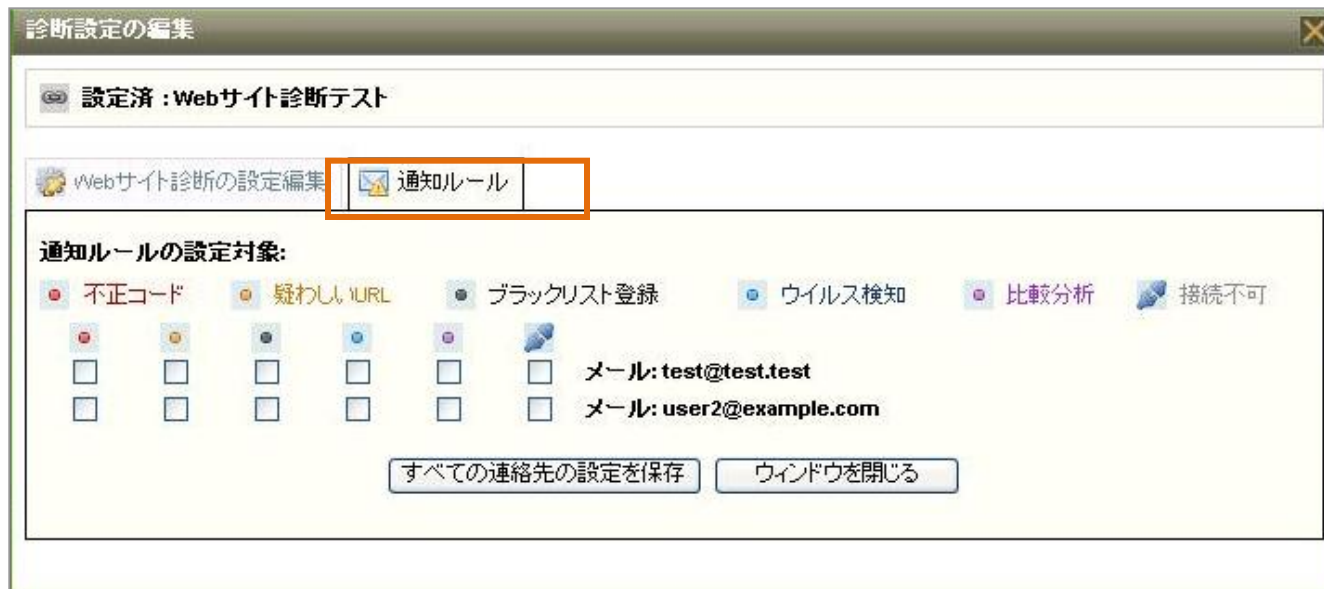 診断設定の編集
設定済 : Webサイト診断テスト
Webサイト診断の設定編集 通知ルール
通知ルールの設定対象:
不正コード 疑わしいURL ブラックリスト登録 ウイルス検知 比較分析 接続不可
メール: test@test.test
メール: user2@example.com
すべての連絡先の設定を保存 ウィンドウを閉じる